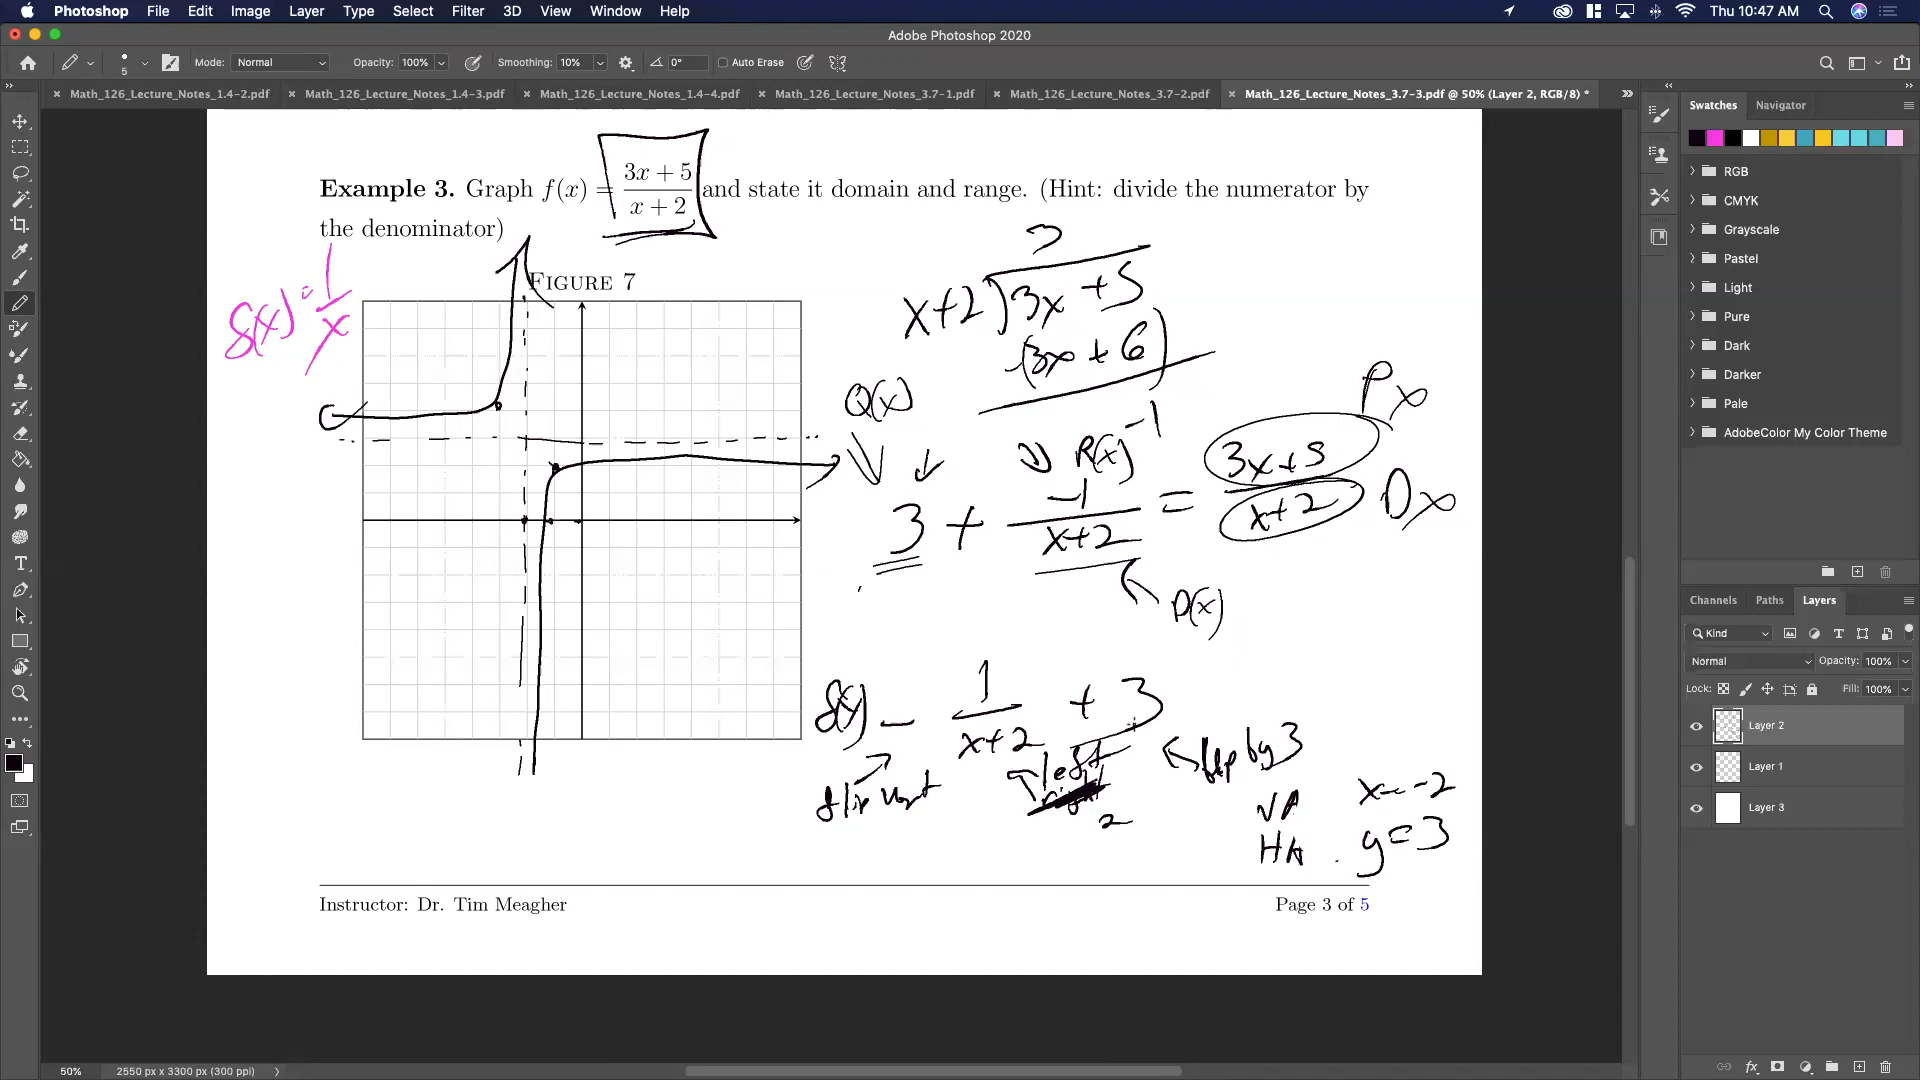 Photoshop File Edit Image Layer Type Select Filter 3D View Window Help Thu 10:47 AM
Adobe Photoshop 2020
5 Mode: Normal Opacity: 100% Smoothing: 10% 0° Auto Erase
Math_126_Lecture_Notes_1.4-2.pdf Math_126_Lecture_Notes_1.4-3.pdf Math_126_Lecture_Notes_1.4-4.pdf Math_126_Lecture_Notes_3.7-1.pdf Math_126_Lecture_Notes_3.7-2.pdf Math_126_Lecture_Notes_3.7-3.pdf @ 50% (Layer 2, RGB/8) *
Example 3. Graph f(x) = (3x + 5)/(x + 2) and state it domain and range. (Hint: divide the numerator by
the denominator)
FIGURE 7
f(x) = 1/x
3
x+2 ) 3x + 5
-(3x + 6)
-1
Q(x)
R(x)
P(x)
3 + -1/(x+2) = (3x+5)/(x+2)
D(x)
D(x)
f(x) - 1/(x+2) + 3
flip vert
left
2
up by 3
VA x=-2
HA y=3
Instructor: Dr. Tim Meagher
Page 3 of 5
50% 2550 px x 3300 px (300 ppi)
Swatches Navigator
RGB
CMYK
Grayscale
Pastel
Light
Pure
Dark
Darker
Pale
AdobeColor My Color Theme
Channels Paths Layers
Kind
Normal Opacity: 100%
Lock: Fill: 100%
Layer 2
Layer 1
Layer 3